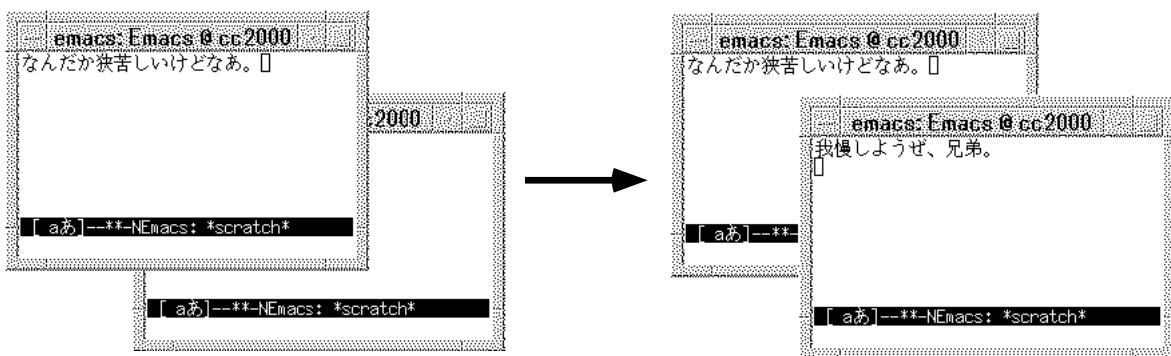 emacs: Emacs @ cc2000
なんだか狭苦しいけどなあ。
[ aあ]--**-NEmacs: *scratch*
2000
[ aあ]--**-NEmacs: *scratch*
emacs: Emacs @ cc2000
なんだか狭苦しいけどなあ。
[ aあ]--**-
emacs: Emacs @ cc2000
我慢しようぜ、兄弟。
[ aあ]--**-NEmacs: *scratch*